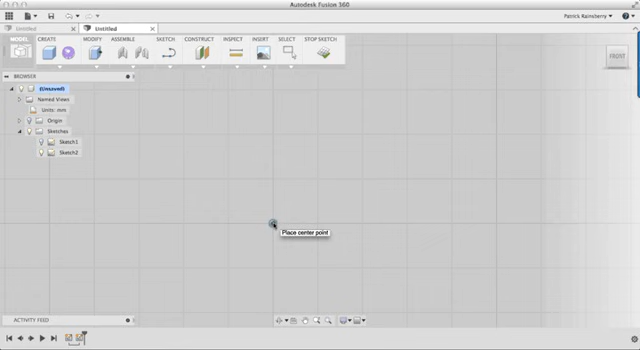 Autodesk Fusion 360
Patrick Rainsberry
Untitled
Untitled
MODEL CREATE MODIFY ASSEMBLE SKETCH CONSTRUCT INSPECT INSERT SELECT STOP SKETCH
FRONT
BROWSER
(Unsaved)
Named Views
Units: mm
Origin
Sketches
Sketch1
Sketch2
Place center point
ACTIVITY FEED